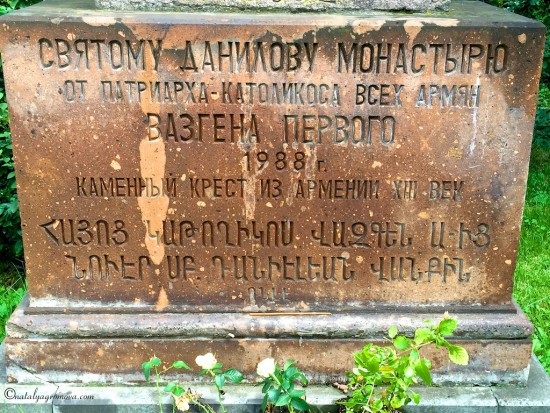 СВЯТОМУ ДАНИЛОВУ МОНАСТЫРЮ
ОТ ПАТРИАРХА-КАТОЛИКОСА ВСЕХ АРМЯН
ВАЗГЕНА ПЕРВОГО
1988 г.
КАМЕННЫЙ КРЕСТ ИЗ АРМЕНИИ XIII ВЕК
ՀԱՅՈՑ ԿԱԹՈՂԻԿՈՍ ՎԱԶԳԷՆ Ա-ԻՑ
ՆՈՒԷՐ ՍԲ. ԴԱՆԻԷԼԵԱՆ ՎԱՆՔԻՆ
©natalyagromova.com